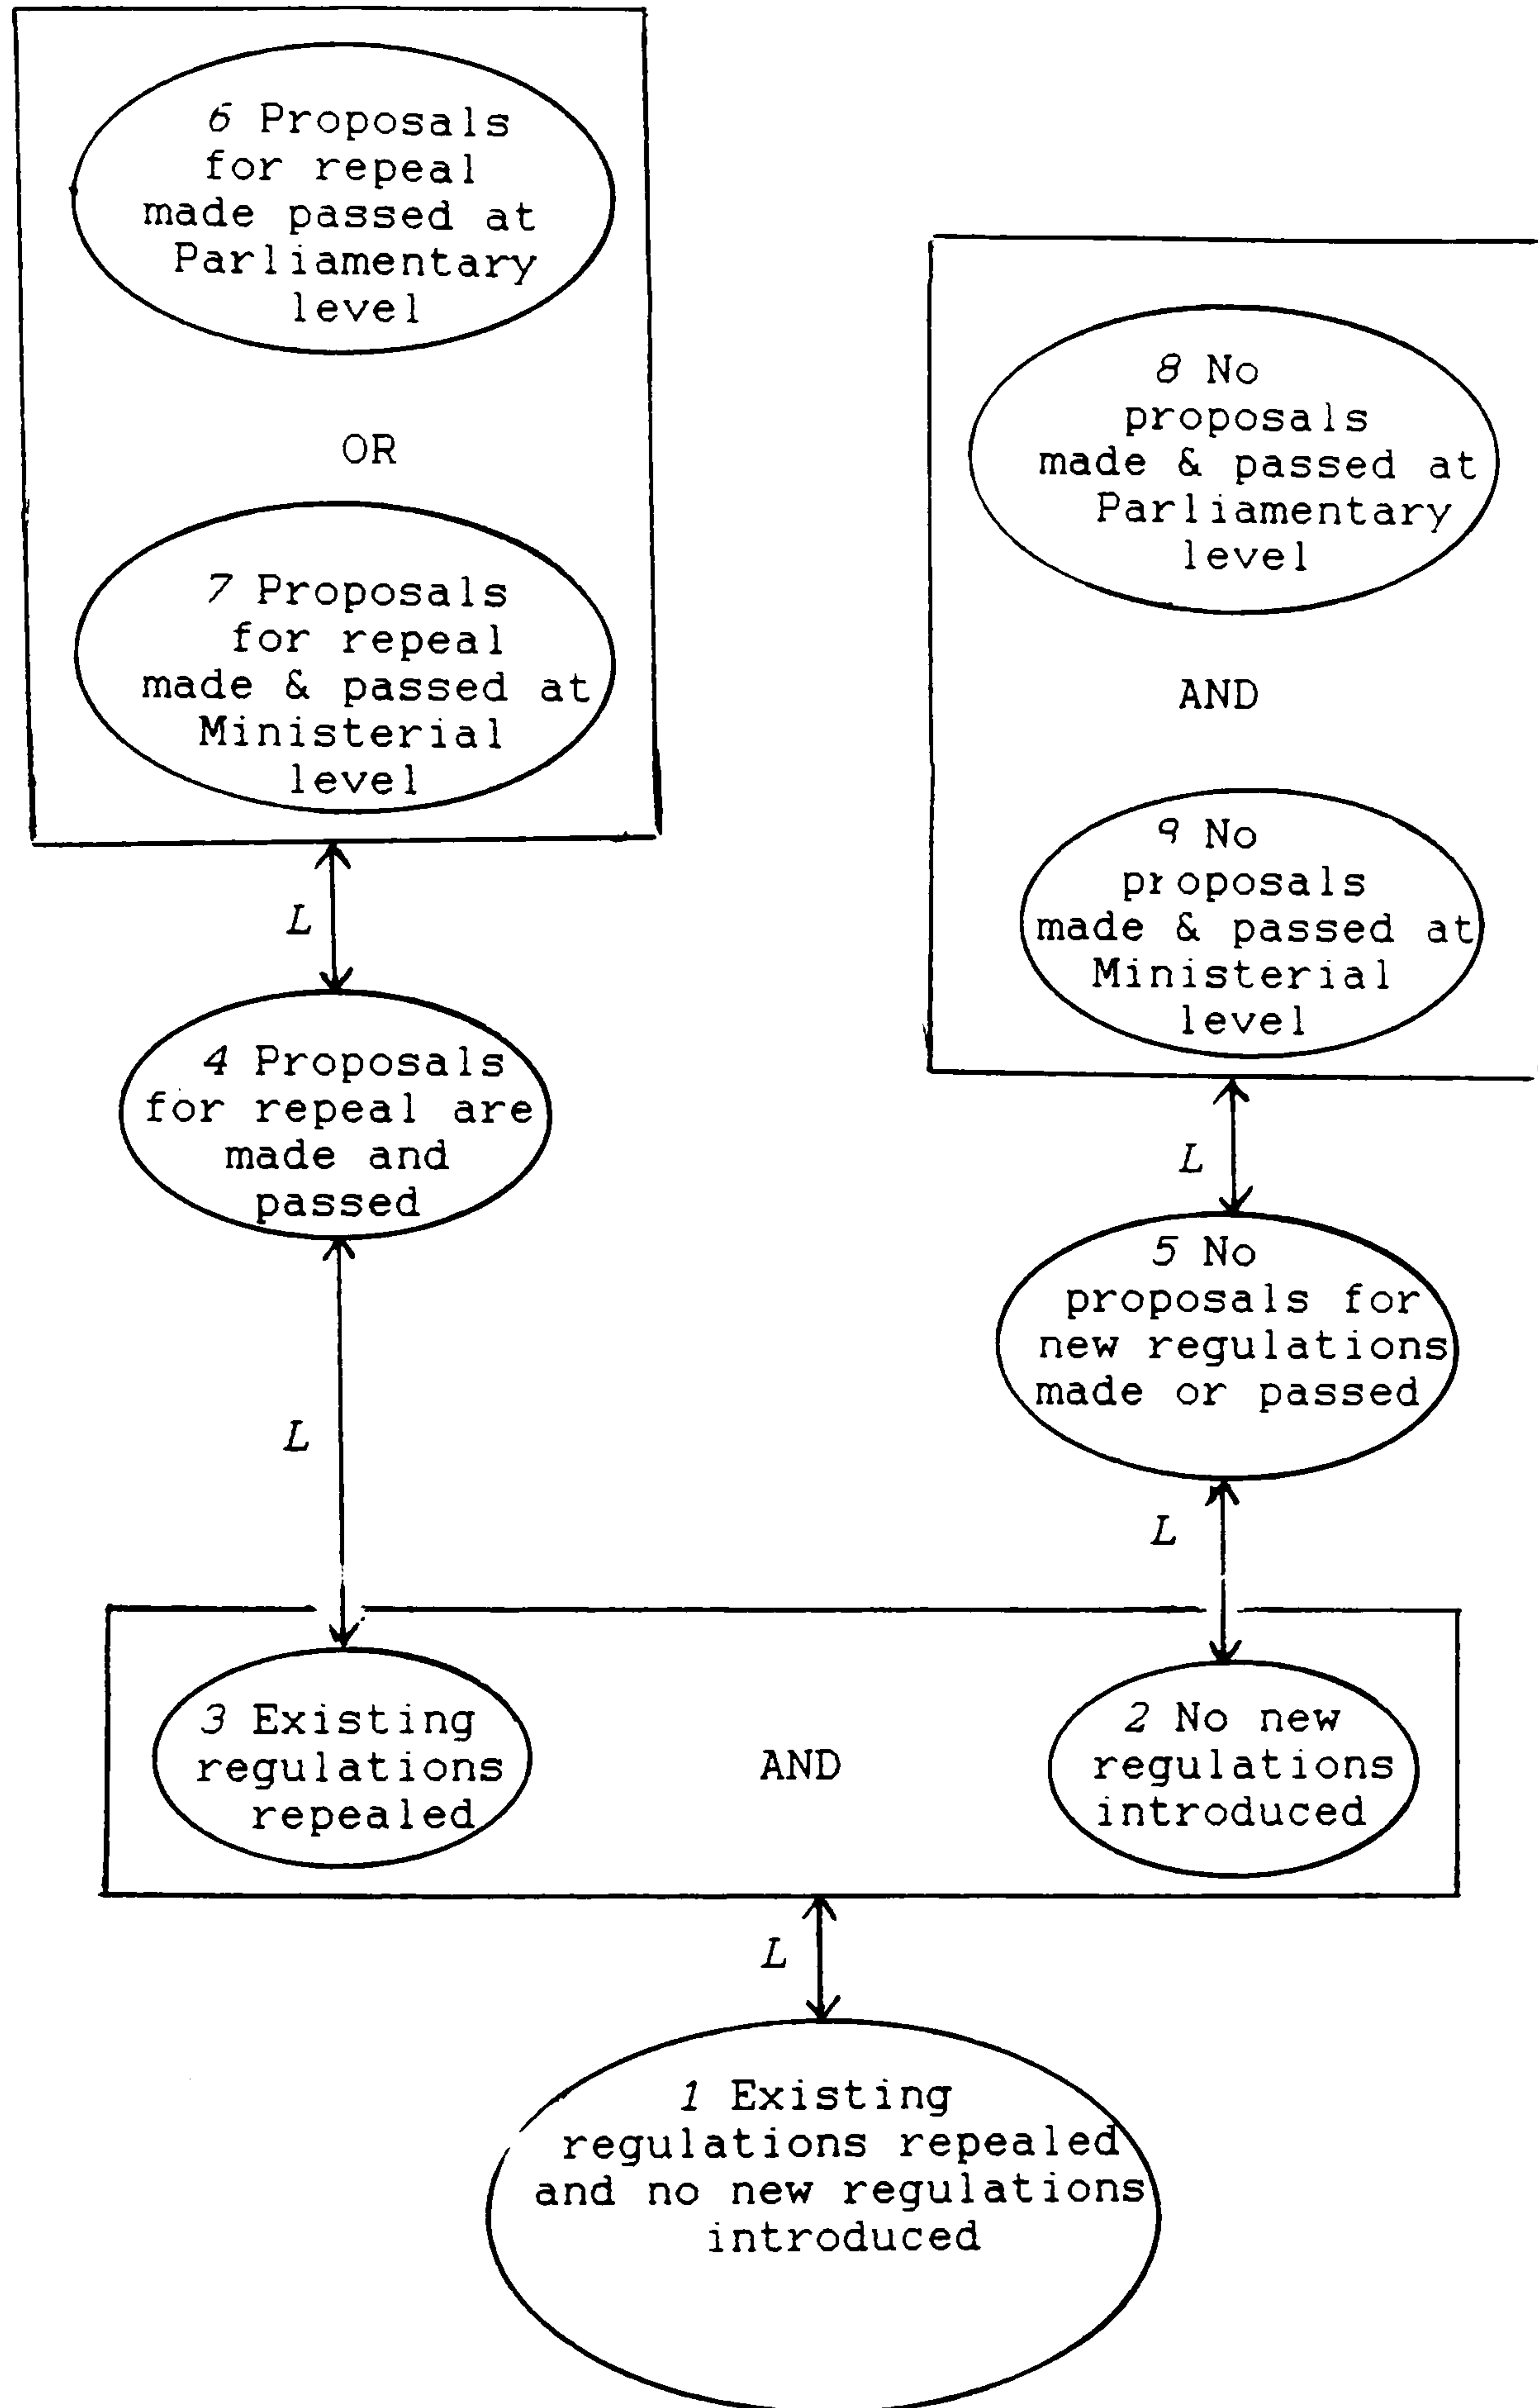 6 Proposals
for repeal
made passed at
Parliamentary
level
OR
7 Proposals
for repeal
made & passed at
Ministerial
level
L
4 Proposals
for repeal are
made and
passed
L
8 No
proposals
made & passed at
Parliamentary
level
AND
9 No
proposals
made & passed at
Ministerial
level
L
5 No
proposals for
new regulations
made or passed
L
3 Existing
regulations
repealed
AND
2 No new
regulations
introduced
L
1 Existing
regulations repealed
and no new regulations
introduced